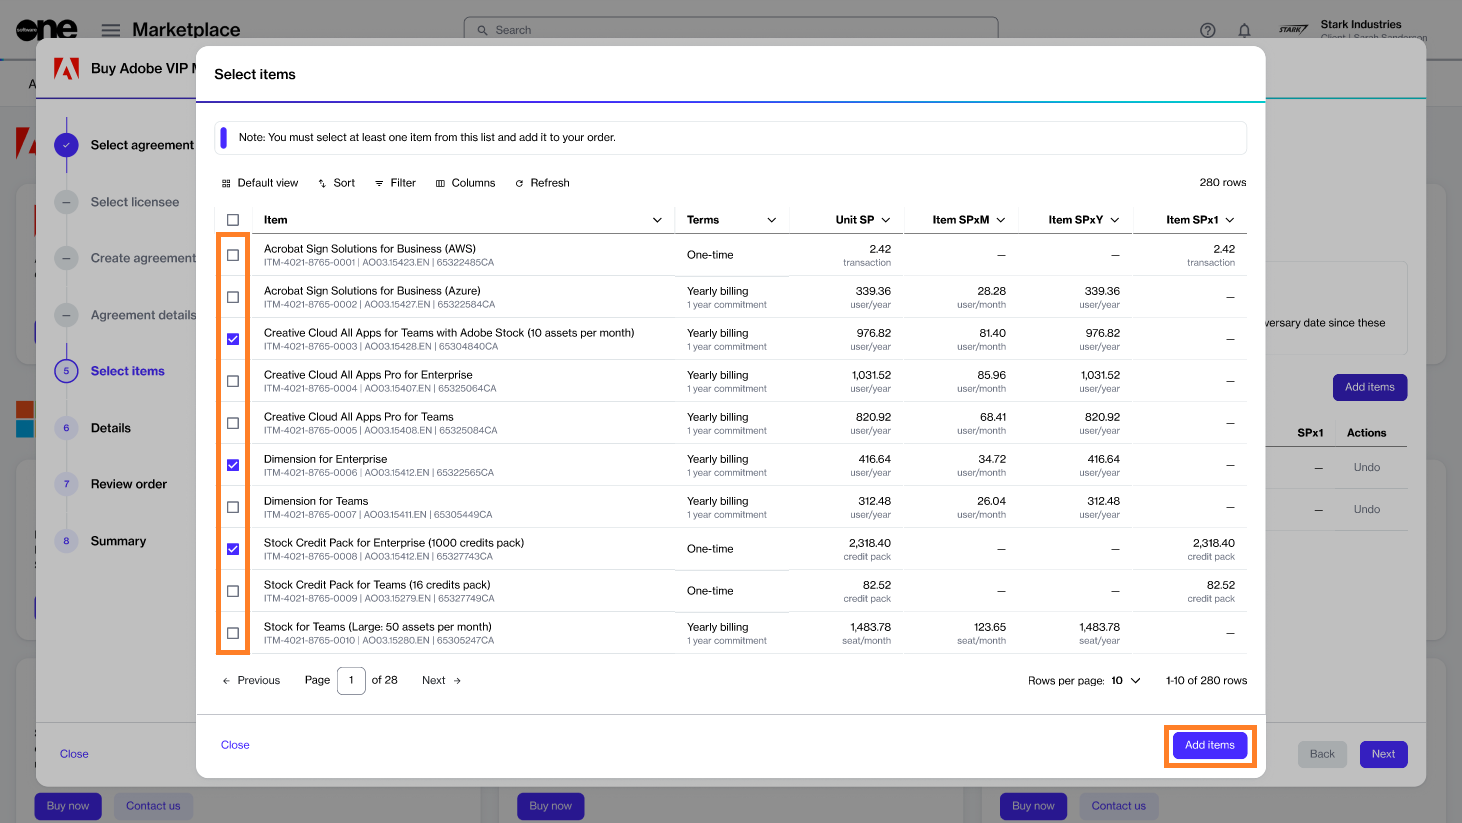 software one
Marketplace
Search
STARK
Stark Industries
Client | Sarah Sanderson
Buy Adobe VIP
Select items
Note: You must select at least one item from this list and add it to your order.
Default view Sort Filter Columns Refresh 280 rows
Item Terms Unit SP Item SPxM Item SPxY Item SPx1
Acrobat Sign Solutions for Business (AWS) One-time 2.42 — — 2.42
ITM-4021-8765-0001 | AO03.15423.EN | 65322485CA transaction transaction
Acrobat Sign Solutions for Business (Azure) Yearly billing 339.36 28.28 339.36 —
ITM-4021-8765-0002 | AO03.15427.EN | 65322584CA 1 year commitment user/year user/month user/year
Creative Cloud All Apps for Teams with Adobe Stock (10 assets per month) Yearly billing 976.82 81.40 976.82 —
ITM-4021-8765-0003 | AO03.15428.EN | 65304840CA 1 year commitment user/year user/month user/year
Creative Cloud All Apps Pro for Enterprise Yearly billing 1,031.52 85.96 1,031.52 —
ITM-4021-8765-0004 | AO03.15407.EN | 65325064CA 1 year commitment user/year user/month user/year
Creative Cloud All Apps Pro for Teams Yearly billing 820.92 68.41 820.92 —
ITM-4021-8765-0005 | AO03.15408.EN | 65325084CA 1 year commitment user/year user/month user/year
Dimension for Enterprise Yearly billing 416.64 34.72 416.64 —
ITM-4021-8765-0006 | AO03.15412.EN | 65322565CA 1 year commitment user/year user/month user/year
Dimension for Teams Yearly billing 312.48 26.04 312.48 —
ITM-4021-8765-0007 | AO03.15411.EN | 65305449CA 1 year commitment user/year user/month user/year
Stock Credit Pack for Enterprise (1000 credits pack) One-time 2,318.40 — — 2,318.40
ITM-4021-8765-0008 | AO03.15412.EN | 65327743CA credit pack credit pack
Stock Credit Pack for Teams (16 credits pack) One-time 82.52 — — 82.52
ITM-4021-8765-0009 | AO03.15279.EN | 65327749CA credit pack credit pack
Stock for Teams (Large: 50 assets per month) Yearly billing 1,483.78 123.65 1,483.78 —
ITM-4021-8765-0010 | AO03.15280.EN | 65305247CA 1 year commitment seat/month seat/month seat/year
Previous Page 1 of 28 Next Rows per page: 10 1-10 of 280 rows
Close Add items
Select agreement
Select licensee
Create agreement
Agreement details
5 Select items
6 Details
7 Review order
8 Summary
versary date since these
Add items
SPx1 Actions
— Undo
— Undo
Close Back Next
Buy now Contact us Buy now Buy now Contact us